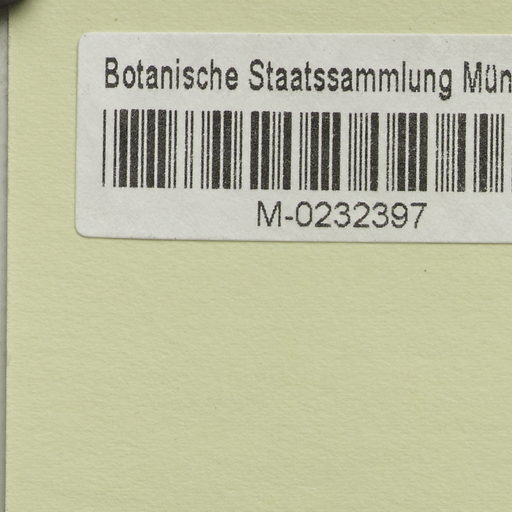 Botanische Staatssammlung Mün
M-0232397